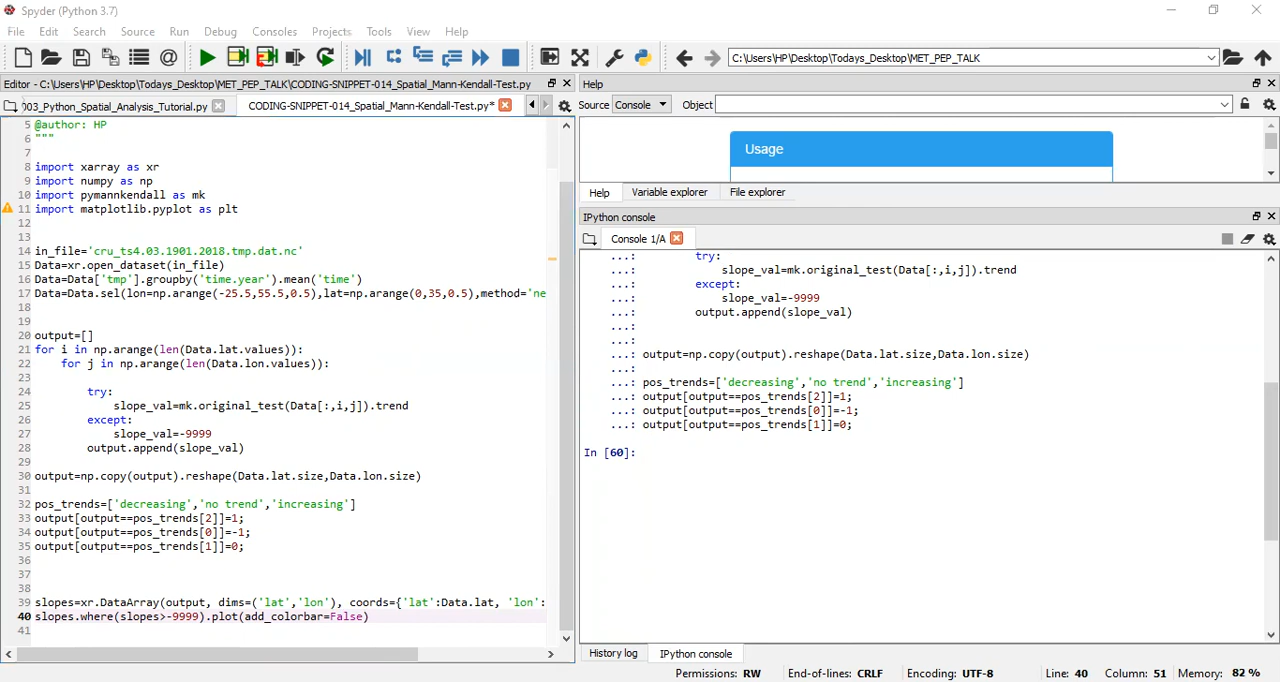 Spyder (Python 3.7)
File Edit Search Source Run Debug Consoles Projects Tools View Help
C:\Users\HP\Desktop\Todays_Desktop\MET_PEP_TALK
Editor - C:\Users\HP\Desktop\Todays_Desktop\MET_PEP_TALK\CODING-SNIPPET-014_Spatial_Mann-Kendall-Test.py
003_Python_Spatial_Analysis_Tutorial.py CODING-SNIPPET-014_Spatial_Mann-Kendall-Test.py*
5 @author: HP
6 """
7
8 import xarray as xr
9 import numpy as np
10 import pymannkendall as mk
11 import matplotlib.pyplot as plt
12
13
14 in_file='cru_ts4.03.1901.2018.tmp.dat.nc'
15 Data=xr.open_dataset(in_file)
16 Data=Data['tmp'].groupby('time.year').mean('time')
17 Data=Data.sel(lon=np.arange(-25.5,55.5,0.5),lat=np.arange(0,35,0.5),method='ne
18
19
20 output=[]
21 for i in np.arange(len(Data.lat.values)):
22 for j in np.arange(len(Data.lon.values)):
23
24 try:
25 slope_val=mk.original_test(Data[:,i,j]).trend
26 except:
27 slope_val=-9999
28 output.append(slope_val)
29
30 output=np.copy(output).reshape(Data.lat.size,Data.lon.size)
31
32 pos_trends=['decreasing','no trend','increasing']
33 output[output==pos_trends[2]]=1;
34 output[output==pos_trends[0]]=-1;
35 output[output==pos_trends[1]]=0;
36
37
38
39 slopes=xr.DataArray(output, dims=('lat','lon'), coords={'lat':Data.lat, 'lon':
40 slopes.where(slopes>-9999).plot(add_colorbar=False)
41
Help
Source Console Object
Usage
Help Variable explorer File explorer
IPython console
Console 1/A
...: try:
...: slope_val=mk.original_test(Data[:,i,j]).trend
...: except:
...: slope_val=-9999
...: output.append(slope_val)
...:
...:
...: output=np.copy(output).reshape(Data.lat.size,Data.lon.size)
...:
...: pos_trends=['decreasing','no trend','increasing']
...: output[output==pos_trends[2]]=1;
...: output[output==pos_trends[0]]=-1;
...: output[output==pos_trends[1]]=0;
In [60]:
History log IPython console
Permissions: RW End-of-lines: CRLF Encoding: UTF-8 Line: 40 Column: 51 Memory: 82 %